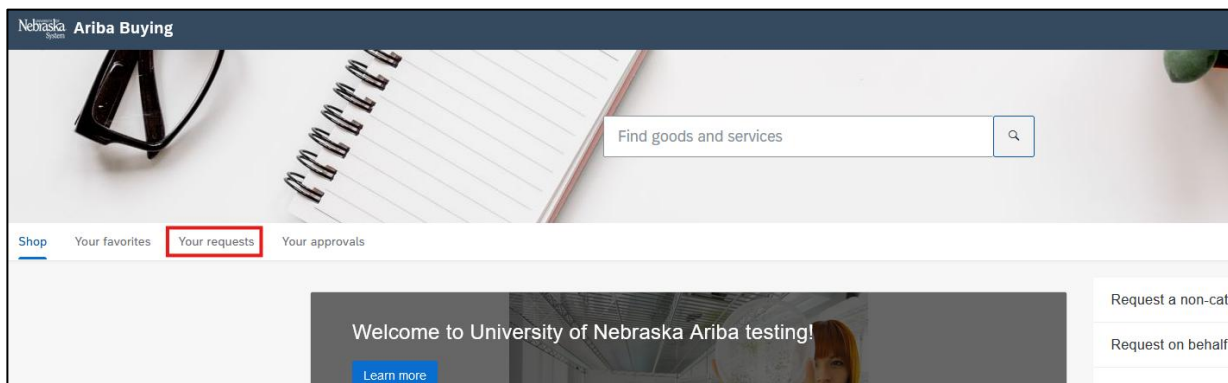 Nebraska System Ariba Buying
Find goods and services
Shop Your favorites Your requests Your approvals
Request a non-cat
Welcome to University of Nebraska Ariba testing!
Request on behalf
Learn more